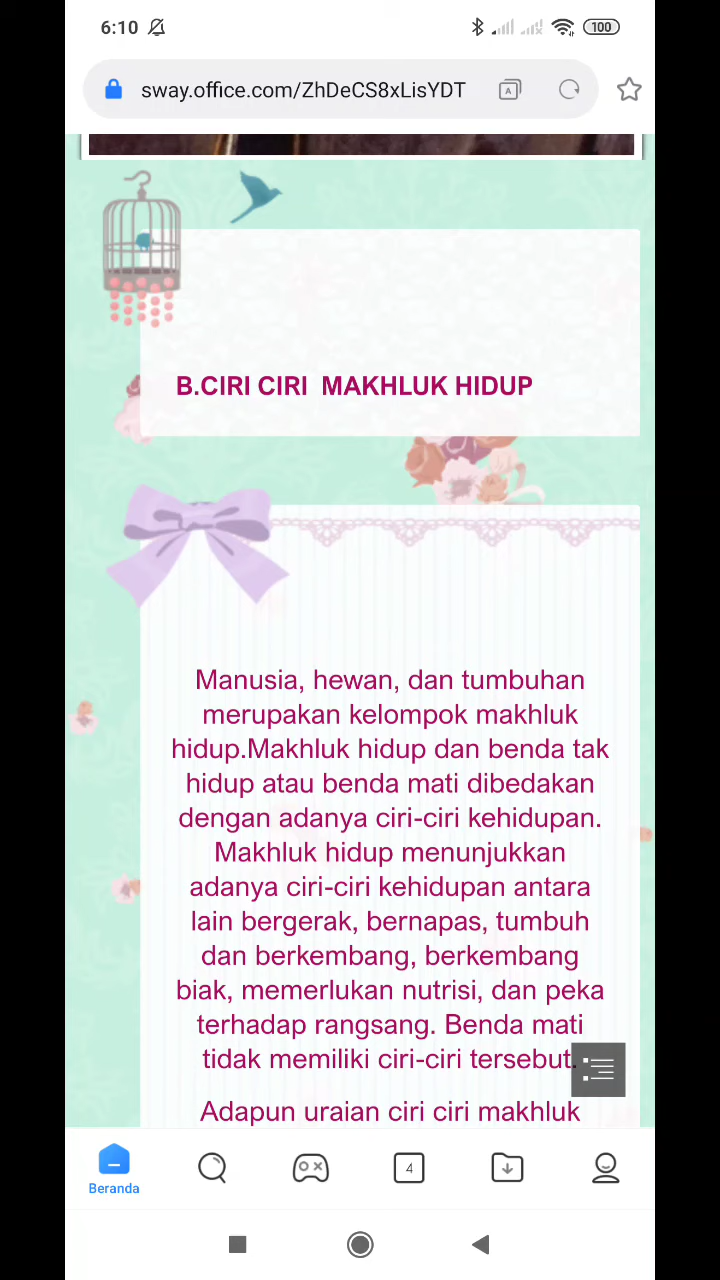 6:10
100
sway.office.com/ZhDeCS8xLisYDT
A
B.CIRI CIRI  MAKHLUK HIDUP
Manusia, hewan, dan tumbuhan
merupakan kelompok makhluk
hidup.Makhluk hidup dan benda tak
hidup atau benda mati dibedakan
dengan adanya ciri-ciri kehidupan.
Makhluk hidup menunjukkan
adanya ciri-ciri kehidupan antara
lain bergerak, bernapas, tumbuh
dan berkembang, berkembang
biak, memerlukan nutrisi, dan peka
terhadap rangsang. Benda mati
tidak memiliki ciri-ciri tersebut.
Adapun uraian ciri ciri makhluk
4
Beranda